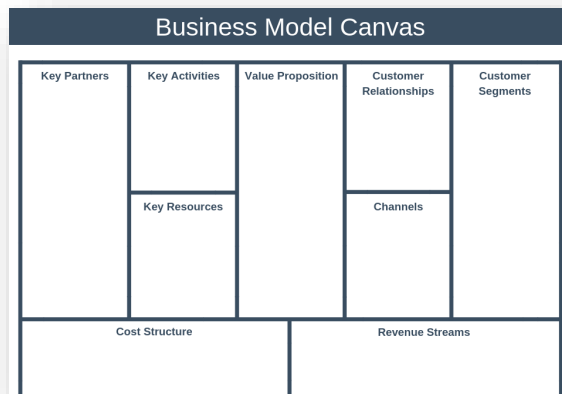 Business Model Canvas
Key Partners
Key Activities
Value Proposition
Customer
Relationships
Customer
Segments
Key Resources
Channels
Cost Structure
Revenue Streams